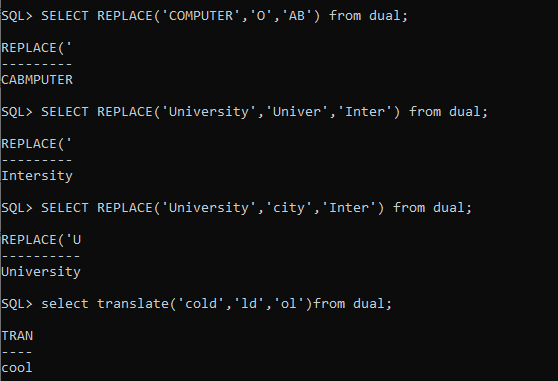 SQL> SELECT REPLACE('COMPUTER','O','AB') from dual;
REPLACE('
---------
CABMPUTER
SQL> SELECT REPLACE('University','Univer','Inter') from dual;
REPLACE('
---------
Intersity
SQL> SELECT REPLACE('University','city','Inter') from dual;
REPLACE('U
----------
University
SQL> select translate('cold','ld','ol')from dual;
TRAN
----
cool